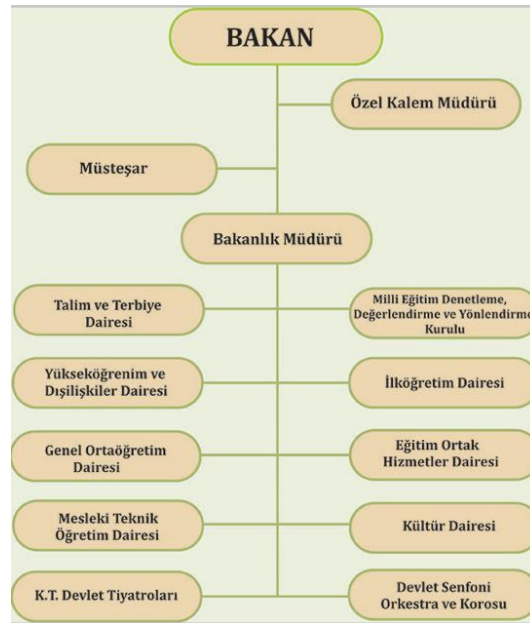 BAKAN
Özel Kalem Müdürü
Müsteşar
Bakanlık Müdürü
Talim ve Terbiye
Dairesi
Milli Eğitim Denetleme,
Değerlendirme ve Yönlendirme
Kurulu
Yükseköğrenim ve
Dışilişkiler Dairesi
İlköğretim Dairesi
Genel Ortaöğretim
Dairesi
Eğitim Ortak
Hizmetler Dairesi
Mesleki Teknik
Öğretim Dairesi
Kültür Dairesi
K.T. Devlet Tiyatroları
Devlet Senfoni
Orkestra ve Korosu